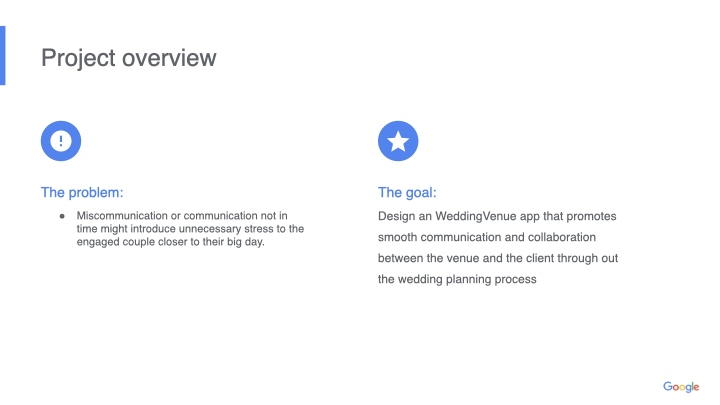 Project overview
The problem:
● Miscommunication or communication not in
time might introduce unnecessary stress to the
engaged couple closer to their big day.
The goal:
Design an WeddingVenue app that promotes
smooth communication and collaboration
between the venue and the client through out
the wedding planning process
Google